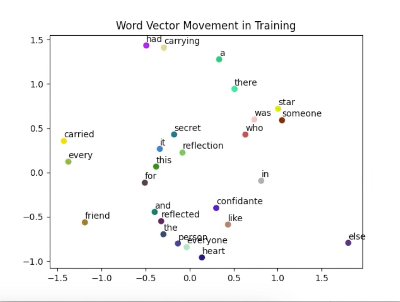 Word Vector Movement in Training
1.5
had
carrying
a
1.0
there
star
was
someone
0.5
carried
secret
who
it
reflection
every
this
0.0
for
in
and
confidante
−0.5
friend
reflected
like
the
person
everyone
else
heart
−1.0
−1.5 −1.0 −0.5 0.0 0.5 1.0 1.5